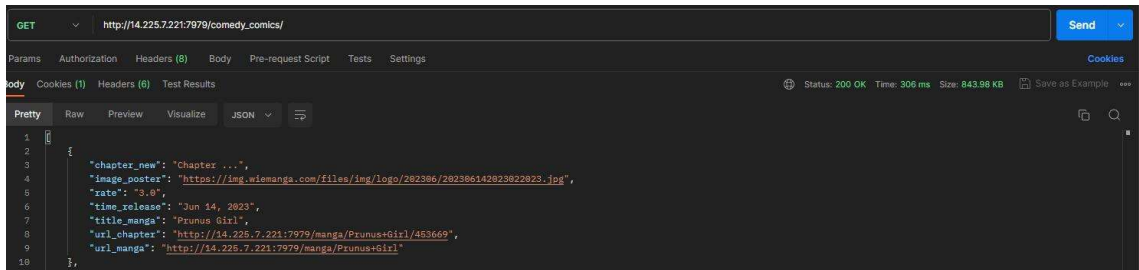 GET http://14.225.7.221:7979/comedy_comics/ Send
Params Authorization Headers (8) Body Pre-request Script Tests Settings Cookies
Body Cookies (1) Headers (6) Test Results Status: 200 OK Time: 306 ms Size: 843.98 KB Save as Example
Pretty Raw Preview Visualize JSON
1 [
2 {
3 "chapter_new": "Chapter ...",
4 "image_poster": "https://img.wiemanga.com/files/img/logo/202306/202306142023022023.jpg",
5 "rate": "3.0",
6 "time_release": "Jun 14, 2023",
7 "title_manga": "Prunus Girl",
8 "url_chapter": "http://14.225.7.221:7979/manga/Prunus+Girl/453669",
9 "url_manga": "http://14.225.7.221:7979/manga/Prunus+Girl"
10 },